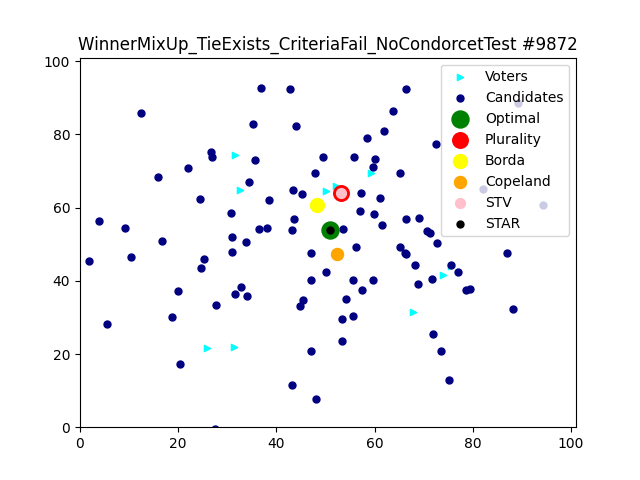 WinnerMixUp_TieExists_CriteriaFail_NoCondorcetTest #9872
100
80
60
40
20
0
0 20 40 60 80 100
Voters
Candidates
Optimal
Plurality
Borda
Copeland
STV
STAR